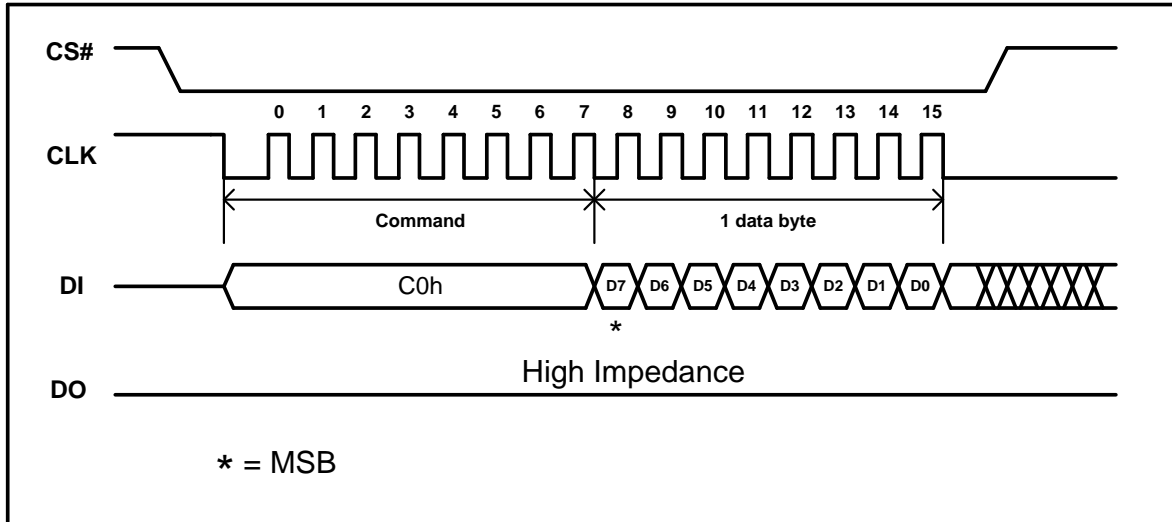 CS#
0 1 2 3 4 5 6 7 8 9 10 11 12 13 14 15
CLK
Command 1 data byte
DI C0h D7 D6 D5 D4 D3 D2 D1 D0
*
High Impedance
DO
* = MSB